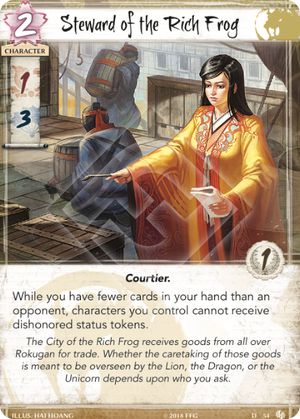 2
Steward of the Rich Frog
CHARACTER
1
3
1
Courtier.
While you have fewer cards in your hand than an
opponent, characters you control cannot receive
dishonored status tokens.
The City of the Rich Frog receives goods from all over
Rokugan for trade. Whether the caretaking of those goods
is meant to be overseen by the Lion, the Dragon, or the
Unicorn depends upon who you ask.
ILLUS. HAI HOANG
© 2018 FFG